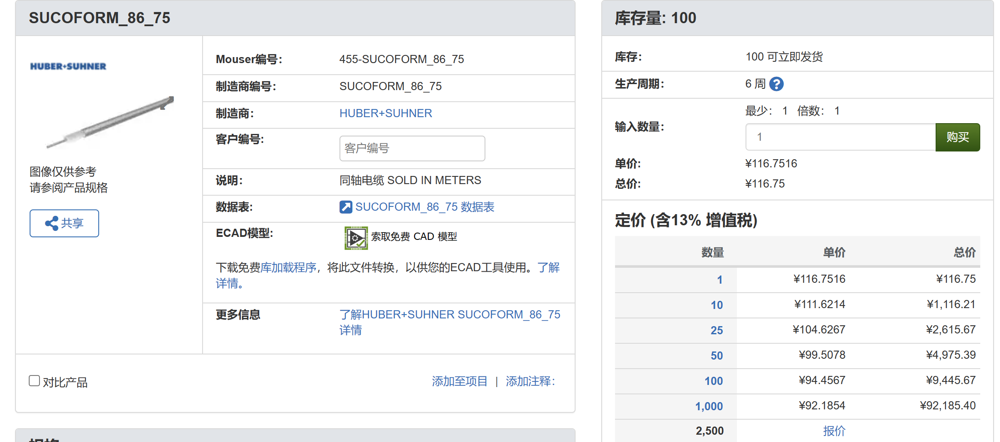 SUCOFORM_86_75
HUBER+SUHNER
图像仅供参考
请参阅产品规格
共享
Mouser编号: 455-SUCOFORM_86_75
制造商编号: SUCOFORM_86_75
制造商: HUBER+SUHNER
客户编号: 客户编号
说明: 同轴电缆 SOLD IN METERS
数据表: SUCOFORM_86_75 数据表
ECAD模型: 索取免费 CAD 模型
下载免费库加载程序，将此文件转换，以供您的ECAD工具使用。了解
详情。
更多信息 了解HUBER+SUHNER SUCOFORM_86_75
详情
对比产品 添加至项目 | 添加注释:
库存量: 100
库存: 100 可立即发货
生产周期: 6 周 ?
最少: 1 倍数: 1
输入数量: 1 购买
单价: ¥116.7516
总价: ¥116.75
定价 (含13% 增值税)
数量 单价 总价
1 ¥116.7516 ¥116.75
10 ¥111.6214 ¥1,116.21
25 ¥104.6267 ¥2,615.67
50 ¥99.5078 ¥4,975.39
100 ¥94.4567 ¥9,445.67
1,000 ¥92.1854 ¥92,185.40
2,500 报价